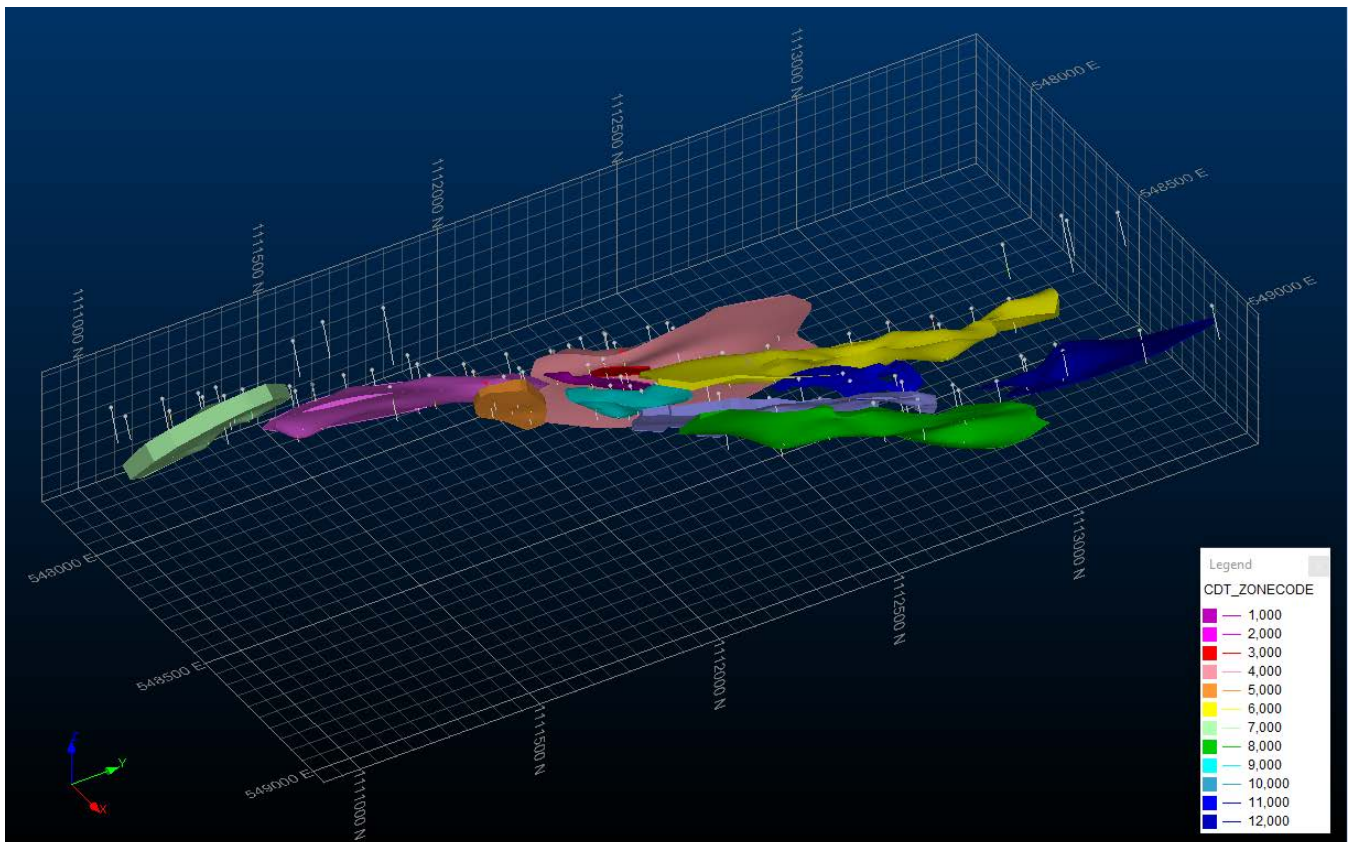 1113000 N
548000 E
1112500 N
1112000 N
548500 E
1111500 N
1111000 N
549000 E
548000 E
1113000 N
548500 E
1112500 N
1112000 N
549000 E
1111500 N
1111000 N
Z
Y
X
Legend
CDT_ZONECODE
1,000
2,000
3,000
4,000
5,000
6,000
7,000
8,000
9,000
10,000
11,000
12,000